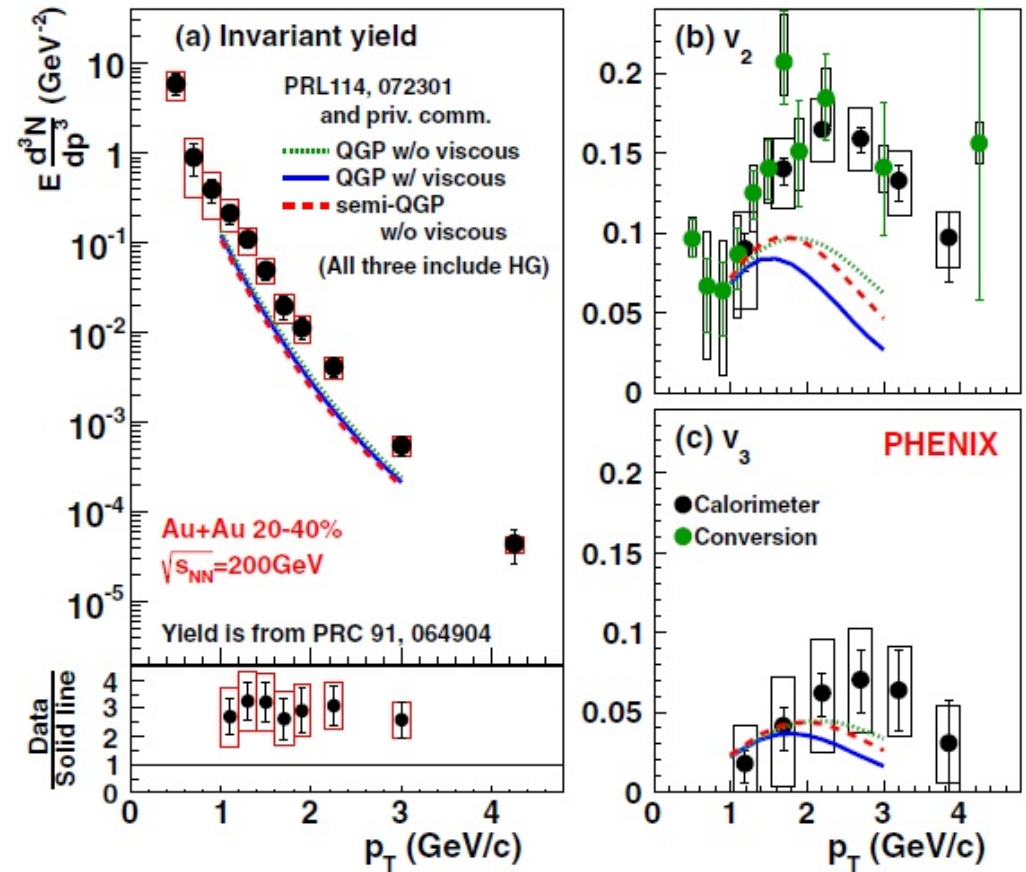 (a) Invariant yield
PRL114, 072301
and priv. comm.
QGP w/o viscous
QGP w/ viscous
semi-QGP
w/o viscous
(All three include HG)
E d³N/dp³ (GeV⁻²)
10
1
10⁻¹
10⁻²
10⁻³
10⁻⁴
10⁻⁵
Au+Au 20-40%
√s_NN=200GeV
Yield is from PRC 91, 064904
Data
Solid line
4
3
2
1
0
0 1 2 3 4
p_T (GeV/c)
(b) v₂
0.2
0.15
0.1
0.05
0
(c) v₃
PHENIX
Calorimeter
Conversion
0.2
0.15
0.1
0.05
0
0 1 2 3 4
p_T (GeV/c)